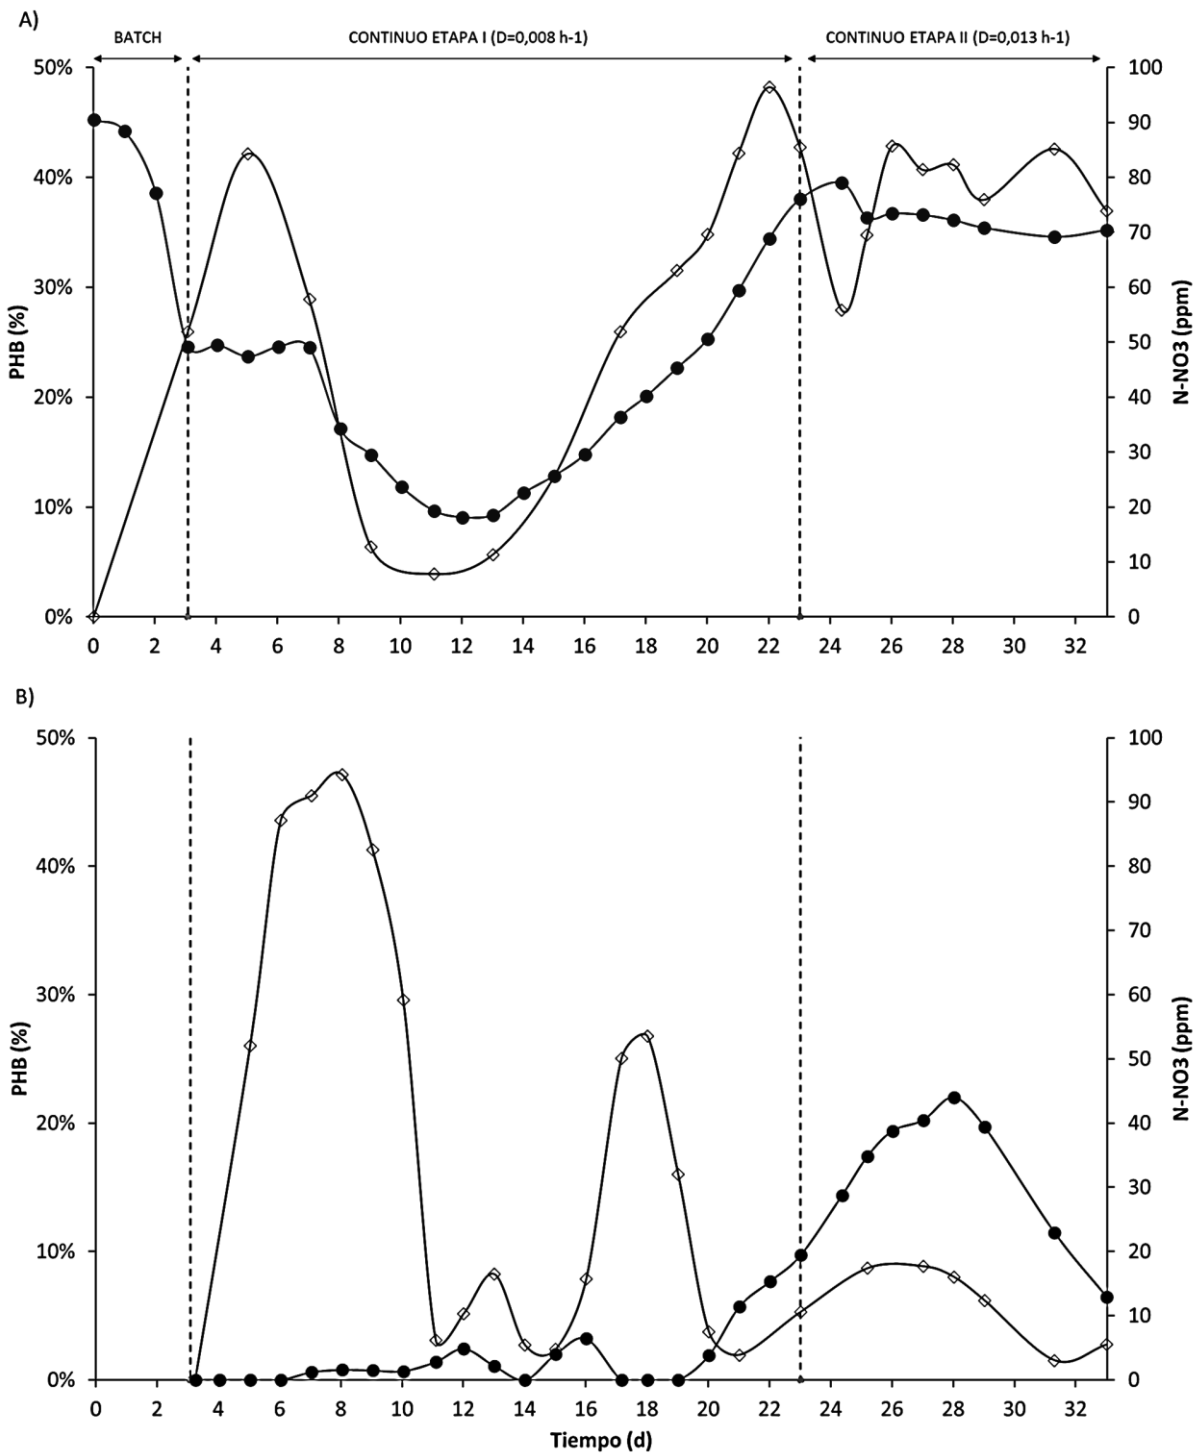 A)
BATCH
CONTINUO ETAPA I (D=0,008 h-1)
CONTINUO ETAPA II (D=0,013 h-1)
50%
40%
30%
20%
10%
0%
PHB (%)
100
90
80
70
60
50
40
30
20
10
0
N-NO3 (ppm)
0 2 4 6 8 10 12 14 16 18 20 22 24 26 28 30 32
B)
50%
40%
30%
20%
10%
0%
PHB (%)
100
90
80
70
60
50
40
30
20
10
0
N-NO3 (ppm)
0 2 4 6 8 10 12 14 16 18 20 22 24 26 28 30 32
Tiempo (d)